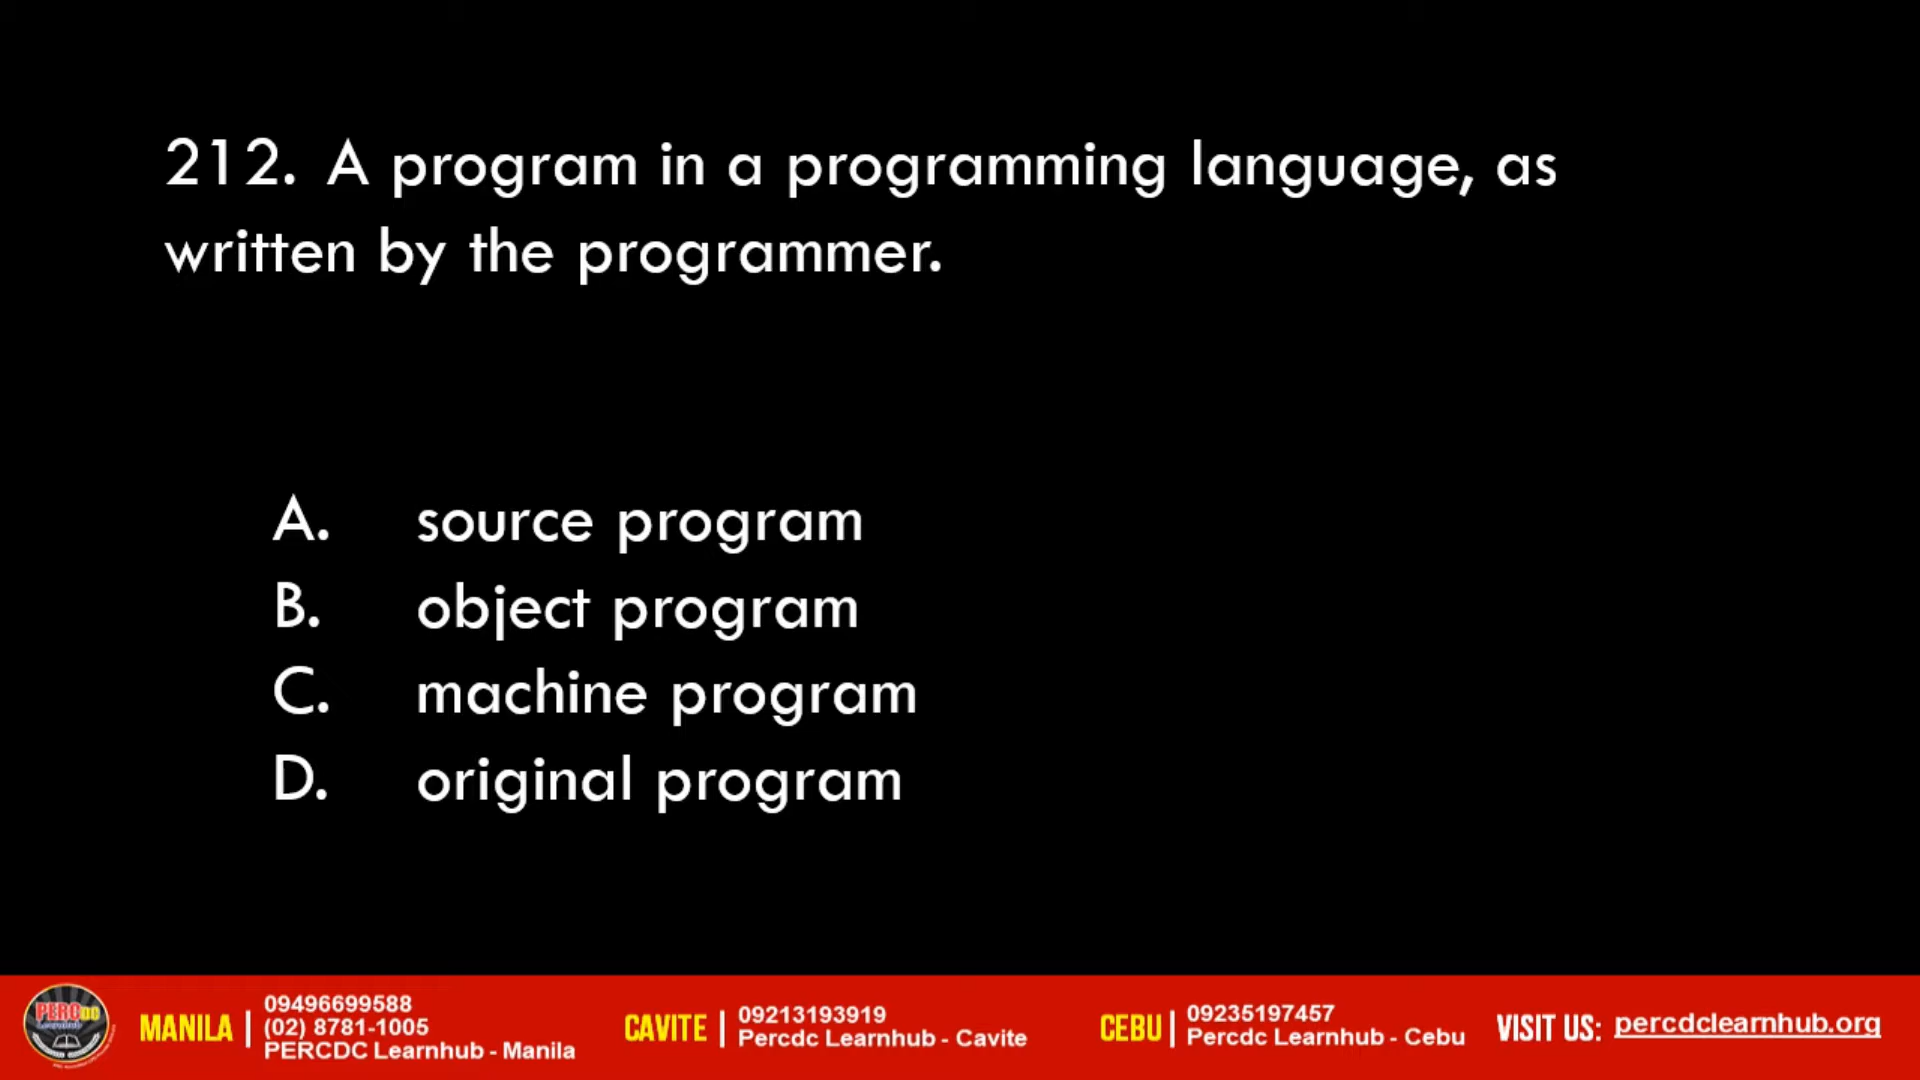 212. A program in a programming language, as
written by the programmer.
A. source program
B. object program
C. machine program
D. original program
PERCDC
Learnhub
MANILA |
09496699588
(02) 8781-1005
PERCDC Learnhub - Manila
CAVITE |
09213193919
Percdc Learnhub - Cavite
CEBU |
09235197457
Percdc Learnhub - Cebu
VISIT US: percdclearnhub.org